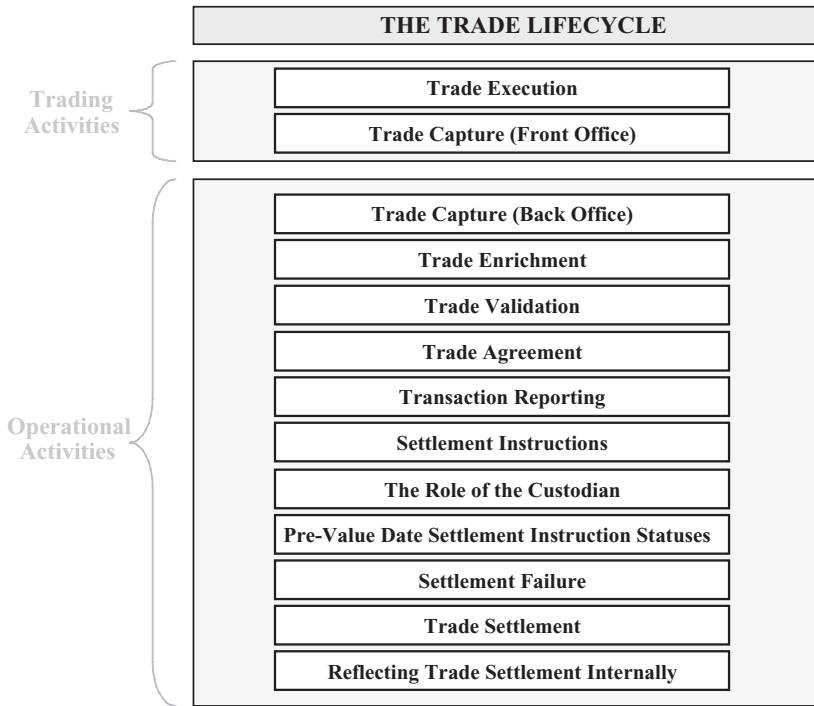 THE TRADE LIFECYCLE
Trading
Activities
Trade Execution
Trade Capture (Front Office)
Operational
Activities
Trade Capture (Back Office)
Trade Enrichment
Trade Validation
Trade Agreement
Transaction Reporting
Settlement Instructions
The Role of the Custodian
Pre-Value Date Settlement Instruction Statuses
Settlement Failure
Trade Settlement
Reflecting Trade Settlement Internally